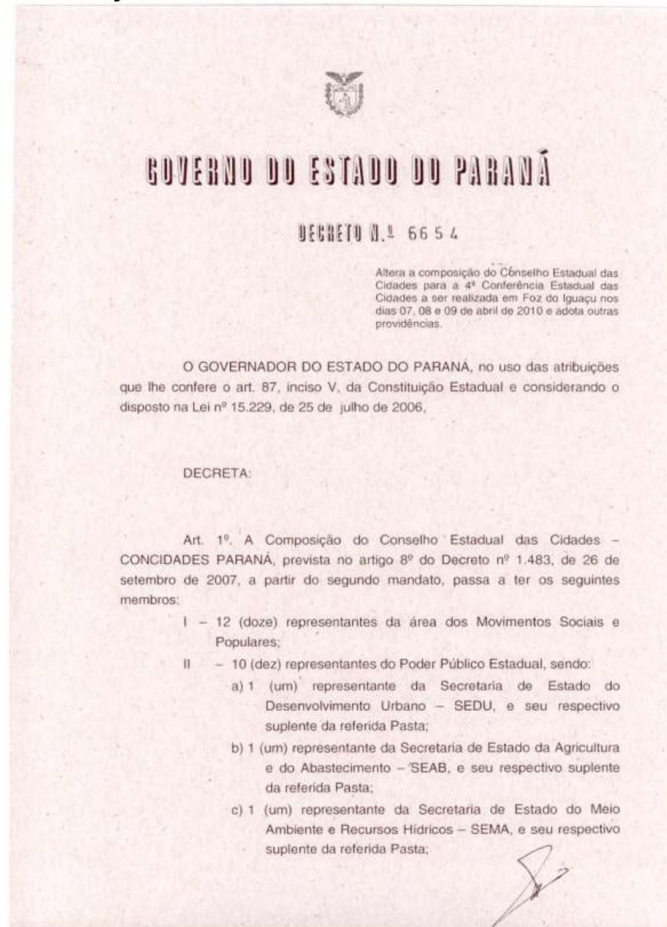 GOVERNO DO ESTADO DO PARANÁ
DECRETO N.º 6654
Altera a composição do Conselho Estadual das
Cidades para a 4ª Conferência Estadual das
Cidades a ser realizada em Foz do Iguaçu nos
dias 07, 08 e 09 de abril de 2010 e adota outras
providências.
O GOVERNADOR DO ESTADO DO PARANÁ, no uso das atribuições
que lhe confere o art. 87, inciso V, da Constituição Estadual e considerando o
disposto na Lei nº 15.229, de 25 de julho de 2006,
DECRETA:
Art. 1º. A Composição do Conselho Estadual das Cidades –
CONCIDADES PARANÁ, prevista no artigo 8º do Decreto nº 1.483, de 26 de
setembro de 2007, a partir do segundo mandato, passa a ter os seguintes
membros:
I – 12 (doze) representantes da área dos Movimentos Sociais e
Populares;
II – 10 (dez) representantes do Poder Público Estadual, sendo:
a) 1 (um) representante da Secretaria de Estado do
Desenvolvimento Urbano – SEDU, e seu respectivo
suplente da referida Pasta;
b) 1 (um) representante da Secretaria de Estado da Agricultura
e do Abastecimento – SEAB, e seu respectivo suplente
da referida Pasta;
c) 1 (um) representante da Secretaria de Estado do Meio
Ambiente e Recursos Hídricos – SEMA, e seu respectivo
suplente da referida Pasta;